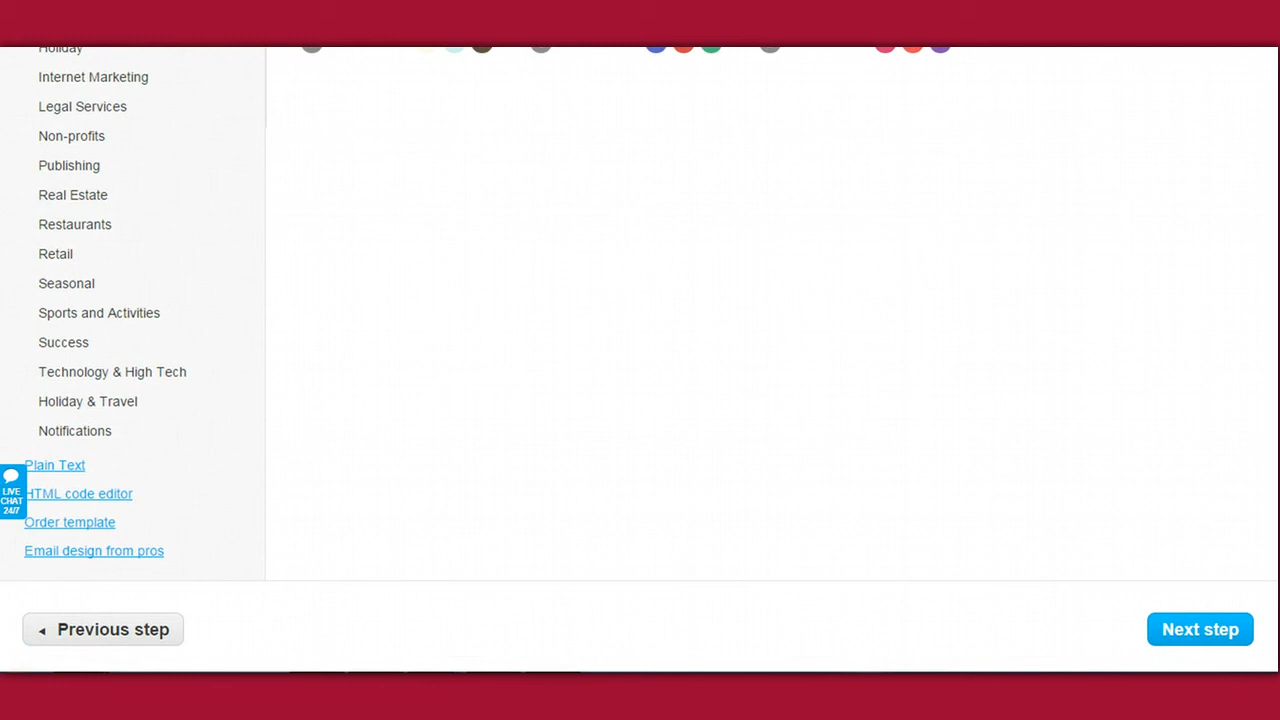 Holiday
Internet Marketing
Legal Services
Non-profits
Publishing
Real Estate
Restaurants
Retail
Seasonal
Sports and Activities
Success
Technology & High Tech
Holiday & Travel
Notifications
Plain Text
HTML code editor
Order template
Email design from pros
LIVE
CHAT
24/7
Previous step
Next step